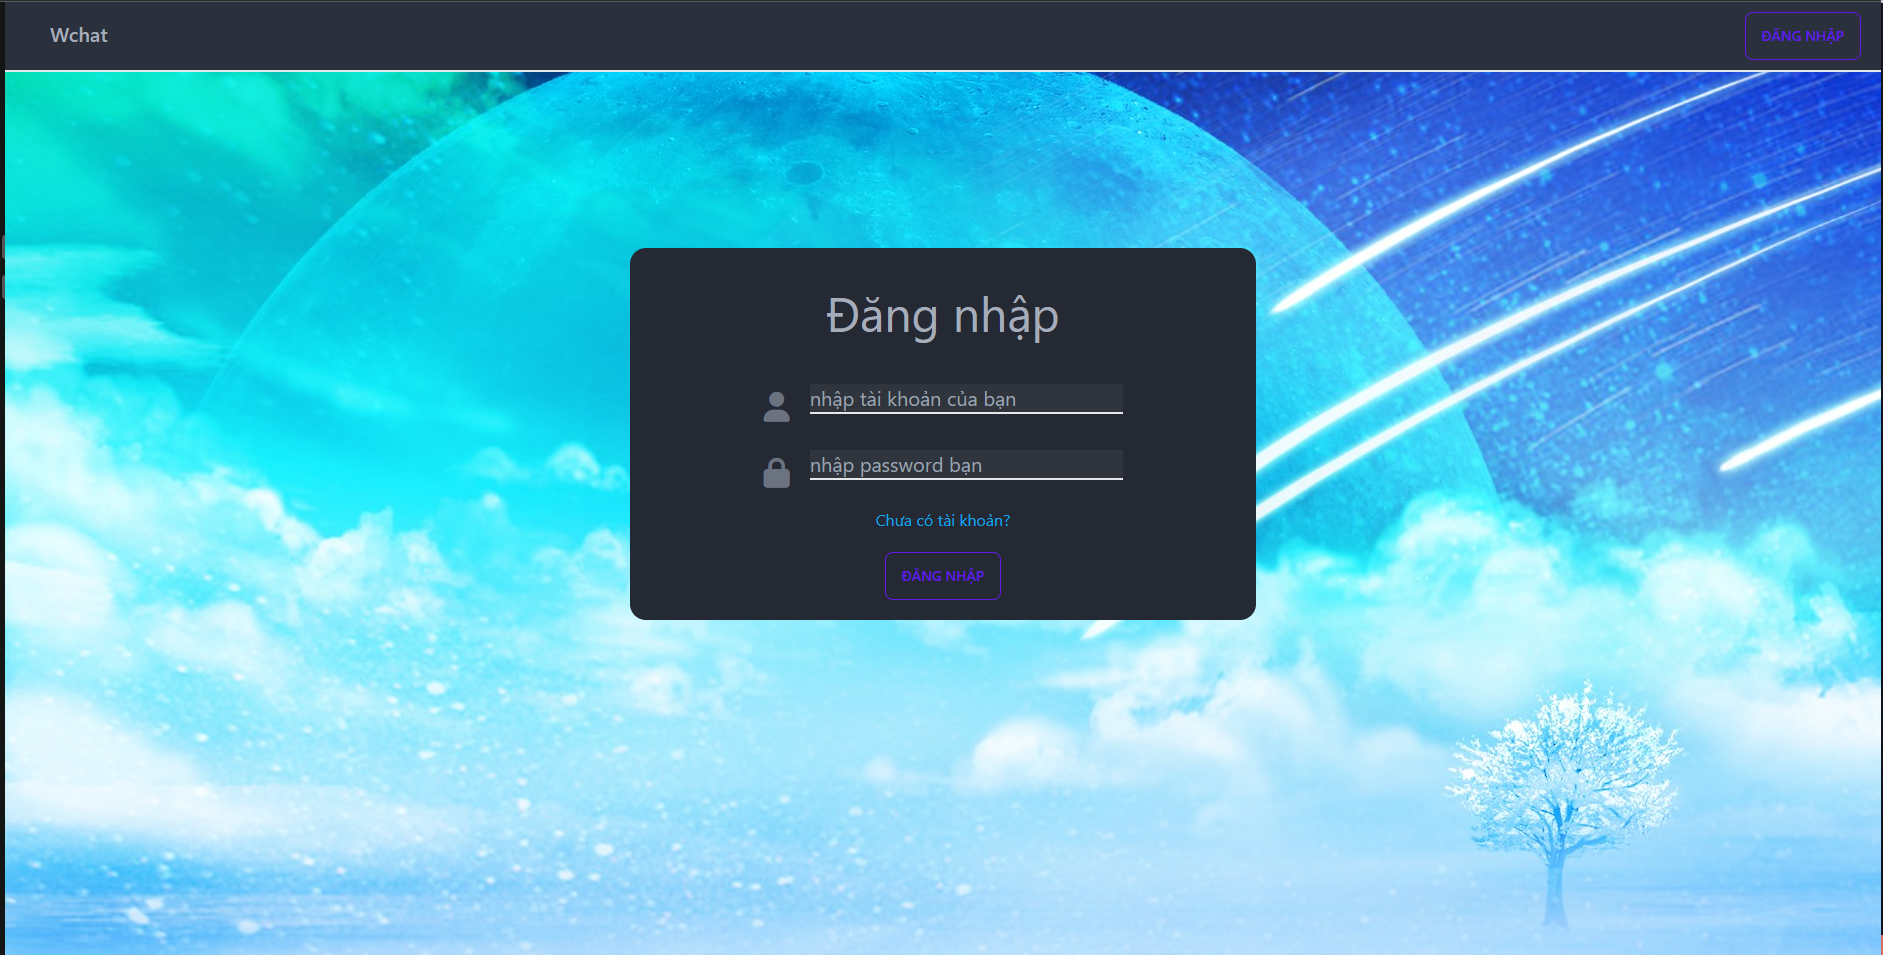 Wchat
ĐĂNG NHẬP
Đăng nhập
nhập tài khoản của bạn
nhập password bạn
Chưa có tài khoản?
ĐĂNG NHẬP